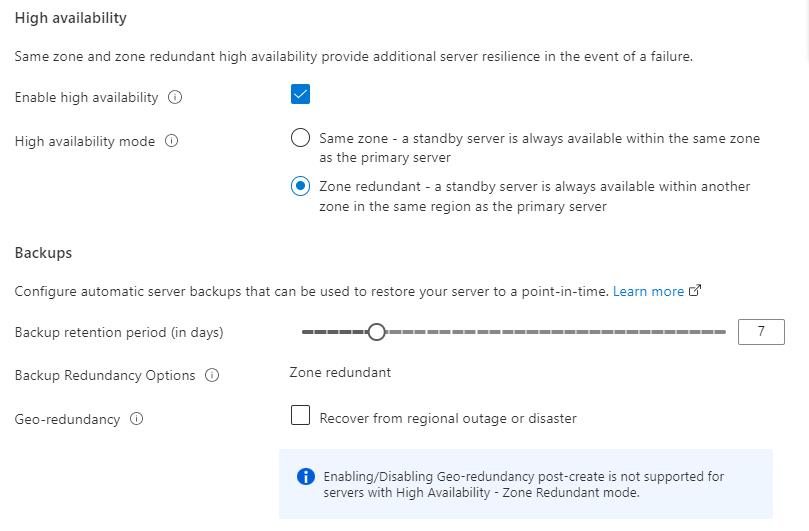 High availability
Same zone and zone redundant high availability provide additional server resilience in the event of a failure.
Enable high availability
High availability mode
Same zone - a standby server is always available within the same zone
as the primary server
Zone redundant - a standby server is always available within another
zone in the same region as the primary server
Backups
Configure automatic server backups that can be used to restore your server to a point-in-time. Learn more
Backup retention period (in days)
7
Backup Redundancy Options
Zone redundant
Geo-redundancy
Recover from regional outage or disaster
Enabling/Disabling Geo-redundancy post-create is not supported for
servers with High Availability - Zone Redundant mode.